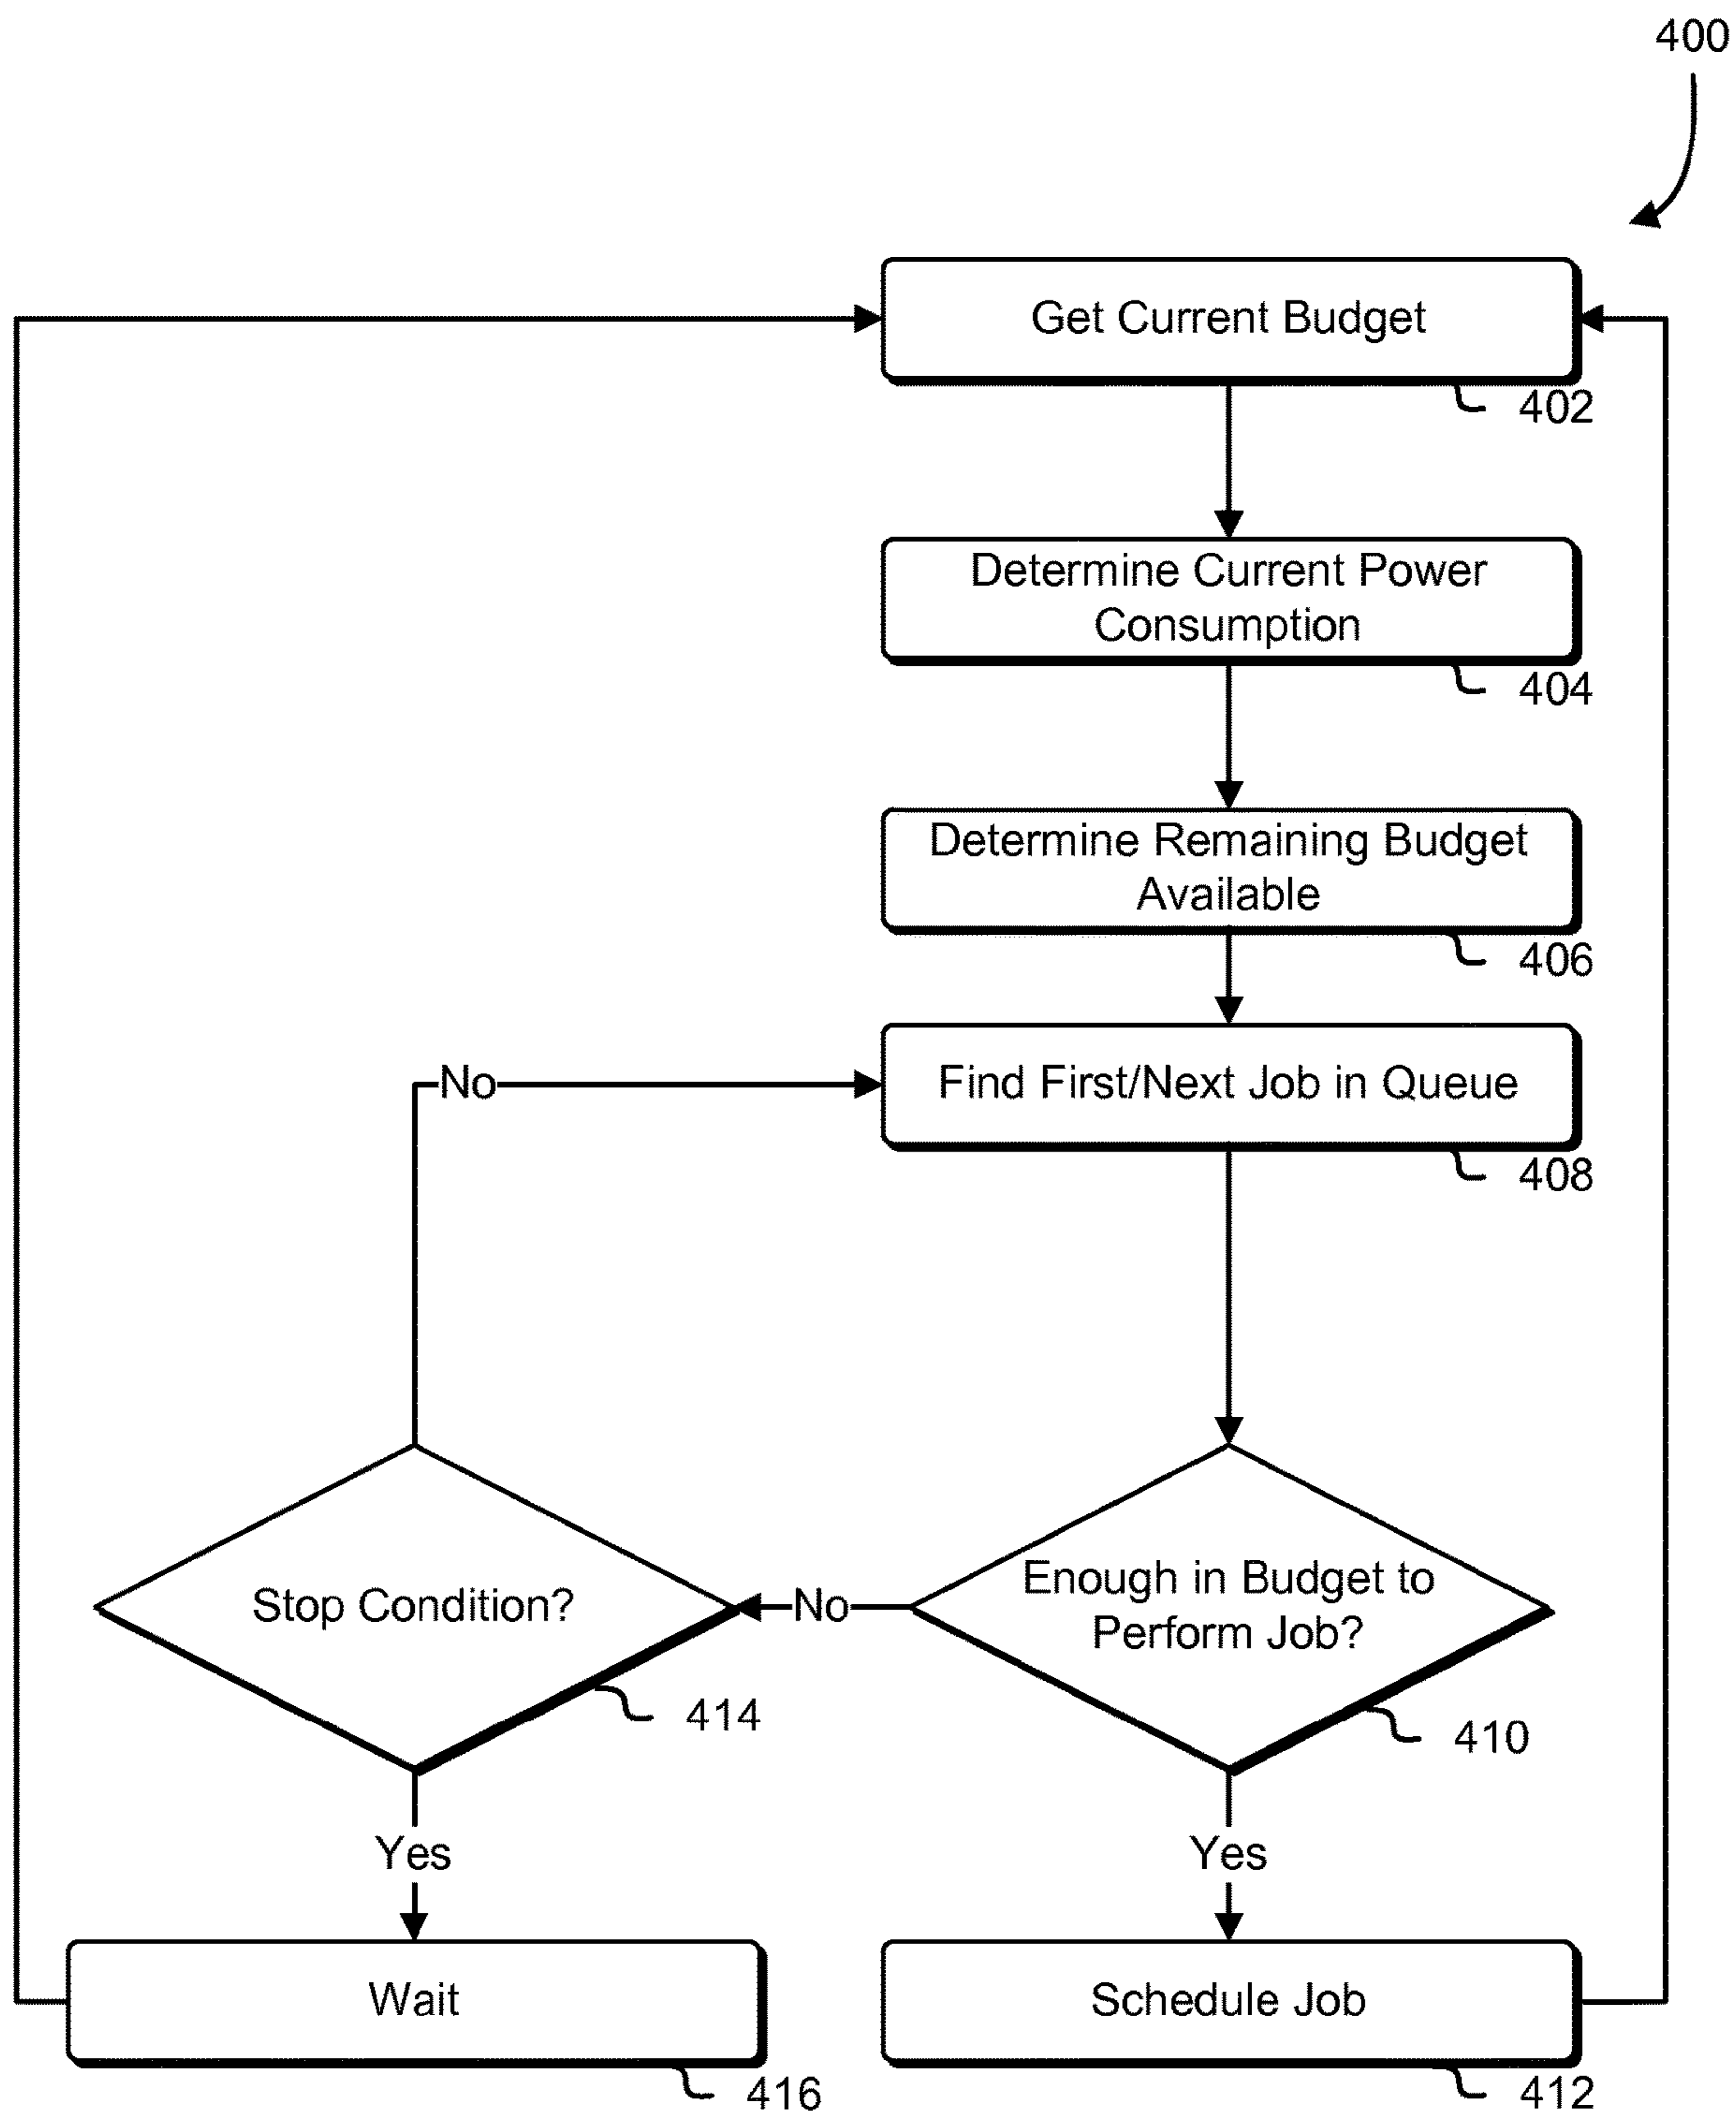 400
Get Current Budget
402
Determine Current Power
Consumption
404
Determine Remaining Budget
Available
406
No
Find First/Next Job in Queue
408
Stop Condition?
No
Enough in Budget to
Perform Job?
414
410
Yes
Yes
Wait
Schedule Job
416
412